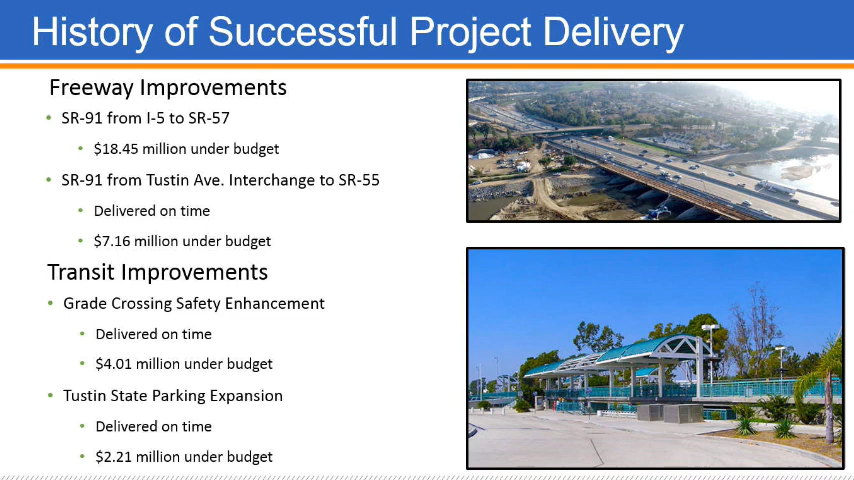 History of Successful Project Delivery
Freeway Improvements
• SR-91 from I-5 to SR-57
• $18.45 million under budget
• SR-91 from Tustin Ave. Interchange to SR-55
• Delivered on time
• $7.16 million under budget
Transit Improvements
• Grade Crossing Safety Enhancement
• Delivered on time
• $4.01 million under budget
• Tustin State Parking Expansion
• Delivered on time
• $2.21 million under budget